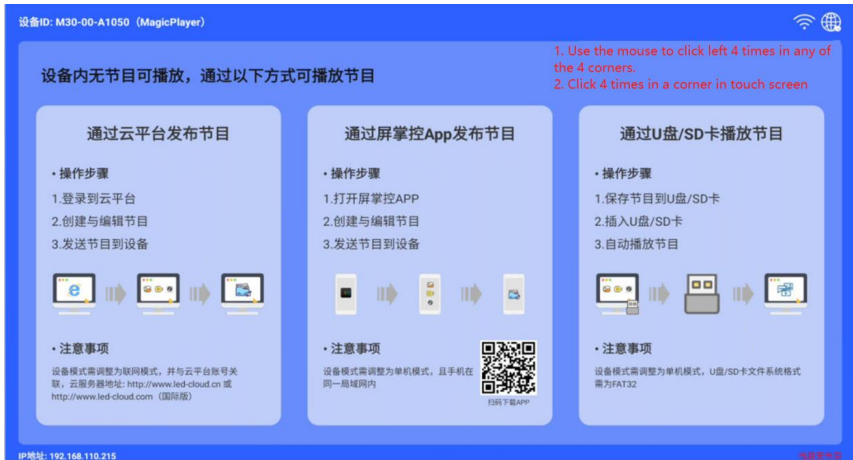 设备ID: M30-00-A1050（MagicPlayer）
1. Use the mouse to click left 4 times in any of
the 4 corners.
2. Click 4 times in a corner in touch screen
设备内无节目可播放，通过以下方式可播放节目
通过云平台发布节目
• 操作步骤
1.登录到云平台
2.创建与编辑节目
3.发送节目到设备
• 注意事项
设备模式需调整为联网模式，并与云平台账号关
联，云服务器地址: http://www.led-cloud.cn 或
http://www.led-cloud.com（国际版）
通过屏掌控App发布节目
• 操作步骤
1.打开屏掌控APP
2.创建与编辑节目
3.发送节目到设备
• 注意事项
设备模式需调整为单机模式，且手机在
同一局域网内
扫码下载APP
通过U盘/SD卡播放节目
• 操作步骤
1.保存节目到U盘/SD卡
2.插入U盘/SD卡
3.自动播放节目
• 注意事项
设备模式需调整为单机模式，U盘/SD卡文件系统格式
需为FAT32
IP地址: 192.168.110.215